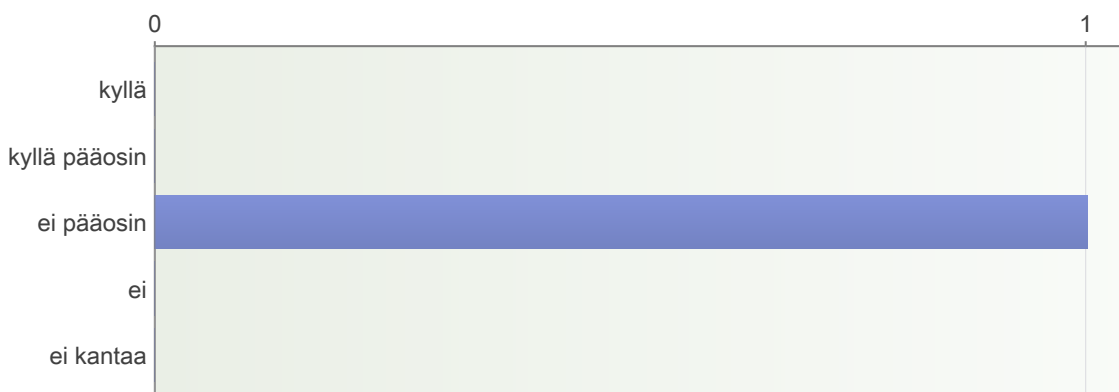 0 1
kyllä
kyllä pääosin
ei pääosin
ei
ei kantaa